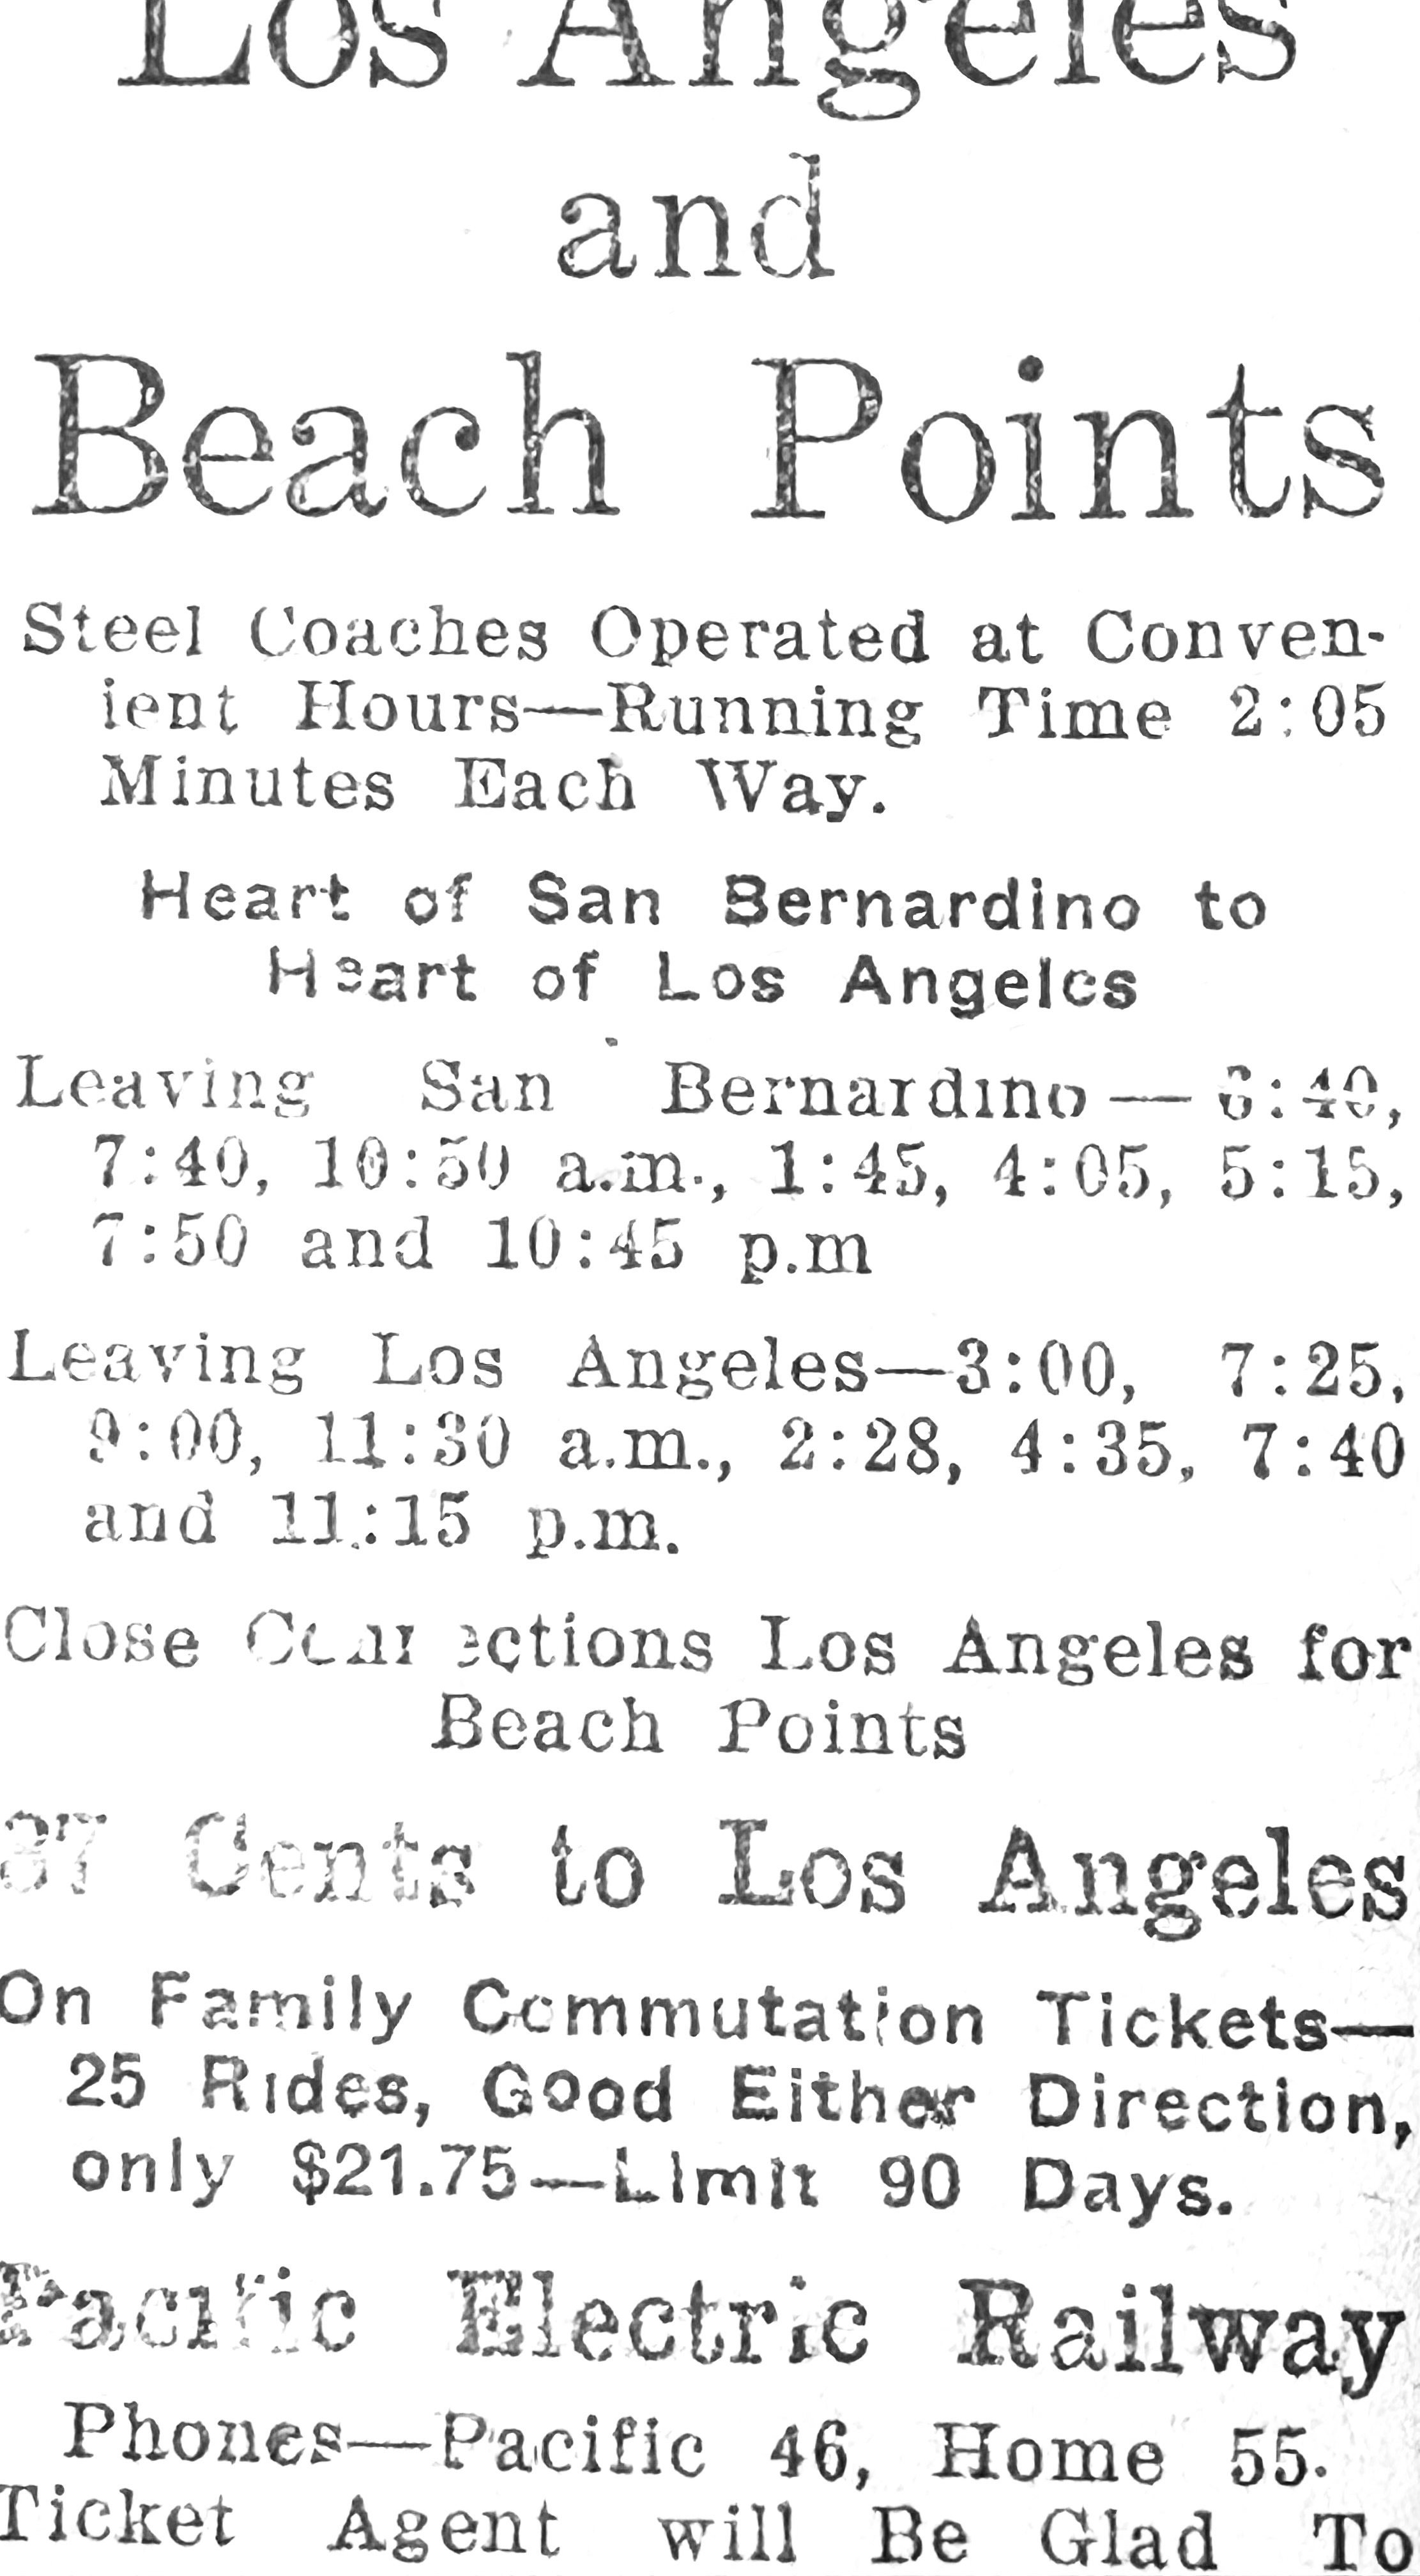 Los Angeles
and
Beach Points
Steel Coaches Operated at Conven-
ient Hours—Running Time 2:05
Minutes Each Way.
Heart of San Bernardino to
Heart of Los Angeles
Leaving San Bernardino—6:40,
7:40, 10:50 a.m., 1:45, 4:05, 5:15,
7:50 and 10:45 p.m
Leaving Los Angeles—3:00, 7:25,
9:00, 11:30 a.m., 2:28, 4:35, 7:40
and 11:15 p.m.
Close Connections Los Angeles for
Beach Points
87 Cents to Los Angeles
On Family Commutation Tickets—
25 Rides, Good Either Direction,
only $21.75—Limit 90 Days.
Pacific Electric Railway
Phones—Pacific 46, Home 55.
Ticket Agent will Be Glad To